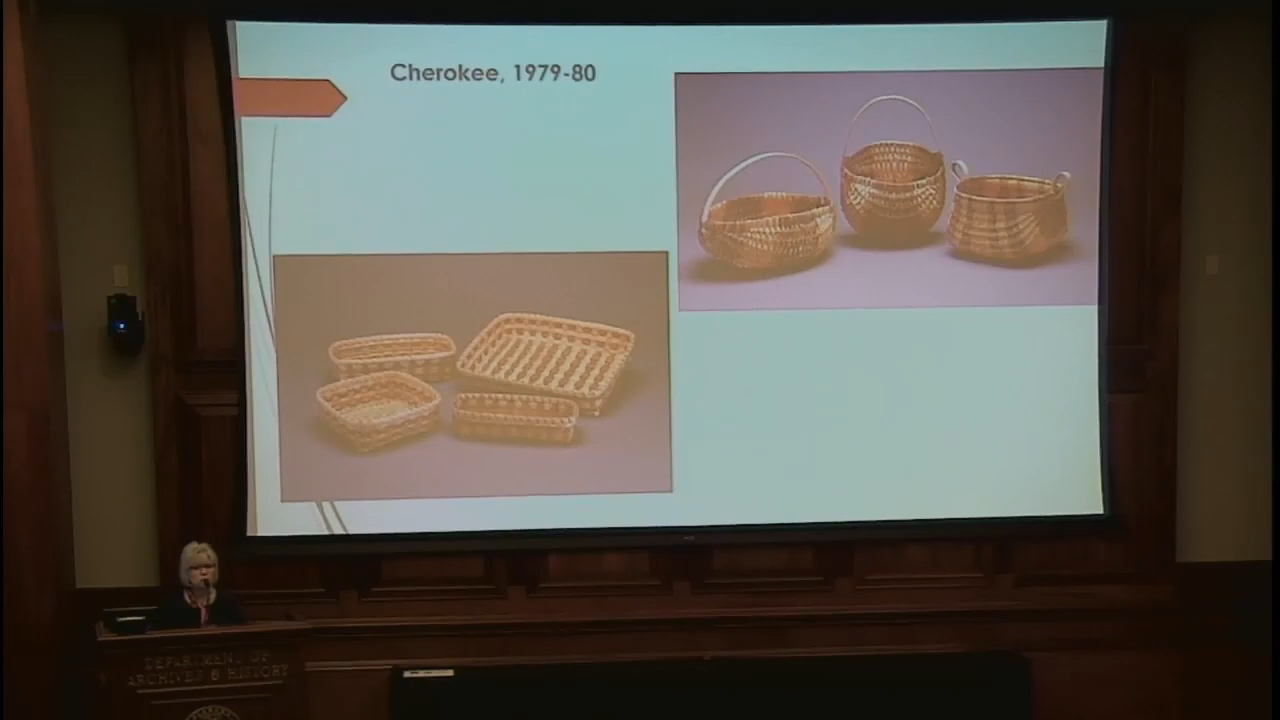 Cherokee, 1979-80
DEPARTMENT OF
ARCHIVES & HISTORY